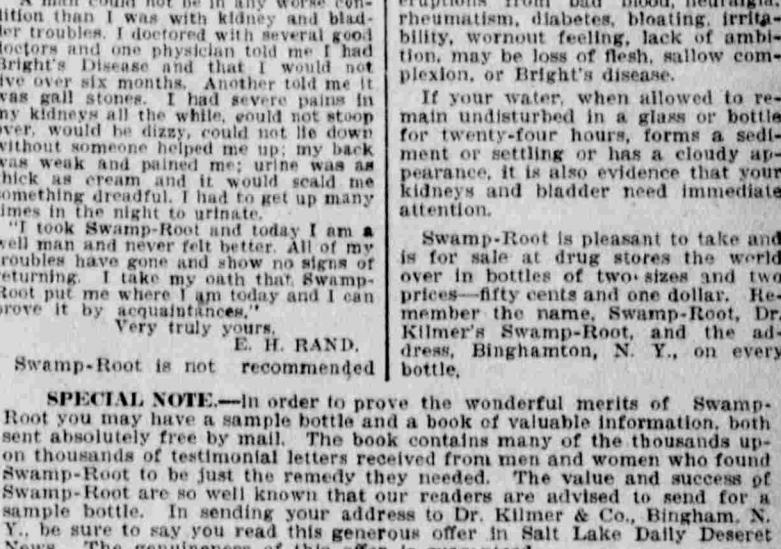 A man could not be in any worse con-
dition than I was with kidney and blad-
der troubles. I doctored with several good
doctors and one physician told me I had
Bright's Disease and that I would not
live over six months. Another told me it
was gall stones. I had severe pains in
my kidneys all the while, could not stoop
over, would be dizzy, could not lie down
without someone helped me up; my back
was weak and pained me; urine was as
thick as cream and it would scald me
something dreadful. I had to get up many
times in the night to urinate.
"I took Swamp-Root and today I am a
well man and never felt better. All of my
troubles have gone and show no signs of
returning. I take my oath that Swamp-
Root put me where I am today and I can
prove it by acquaintances."
Very truly yours,
E. H. RAND.
Swamp-Root is not recommended
eruptions from bad blood, neuralgia,
rheumatism, diabetes, bloating, irrita-
bility, wornout feeling, lack of ambi-
tion, may be loss of flesh, sallow com-
plexion, or Bright's disease.
If your water, when allowed to re-
main undisturbed in a glass or bottle
for twenty-four hours, forms a sedi-
ment or settling or has a cloudy ap-
pearance, it is also evidence that your
kidneys and bladder need immediate
attention.
Swamp-Root is pleasant to take and
is for sale at drug stores the world
over in bottles of two sizes and two
prices—fifty cents and one dollar. Re-
member the name, Swamp-Root, Dr.
Kilmer's Swamp-Root, and the ad-
dress, Binghamton, N. Y., on every
bottle.
SPECIAL NOTE.—In order to prove the wonderful merits of Swamp-
Root you may have a sample bottle and a book of valuable information, both
sent absolutely free by mail. The book contains many of the thousands up-
on thousands of testimonial letters received from men and women who found
Swamp-Root to be just the remedy they needed. The value and success of
Swamp-Root are so well known that our readers are advised to send for a
sample bottle. In sending your address to Dr. Kilmer & Co., Bingham, N.
Y., be sure to say you read this generous offer in Salt Lake Daily Deseret
News. The genuineness of this offer is guaranteed.